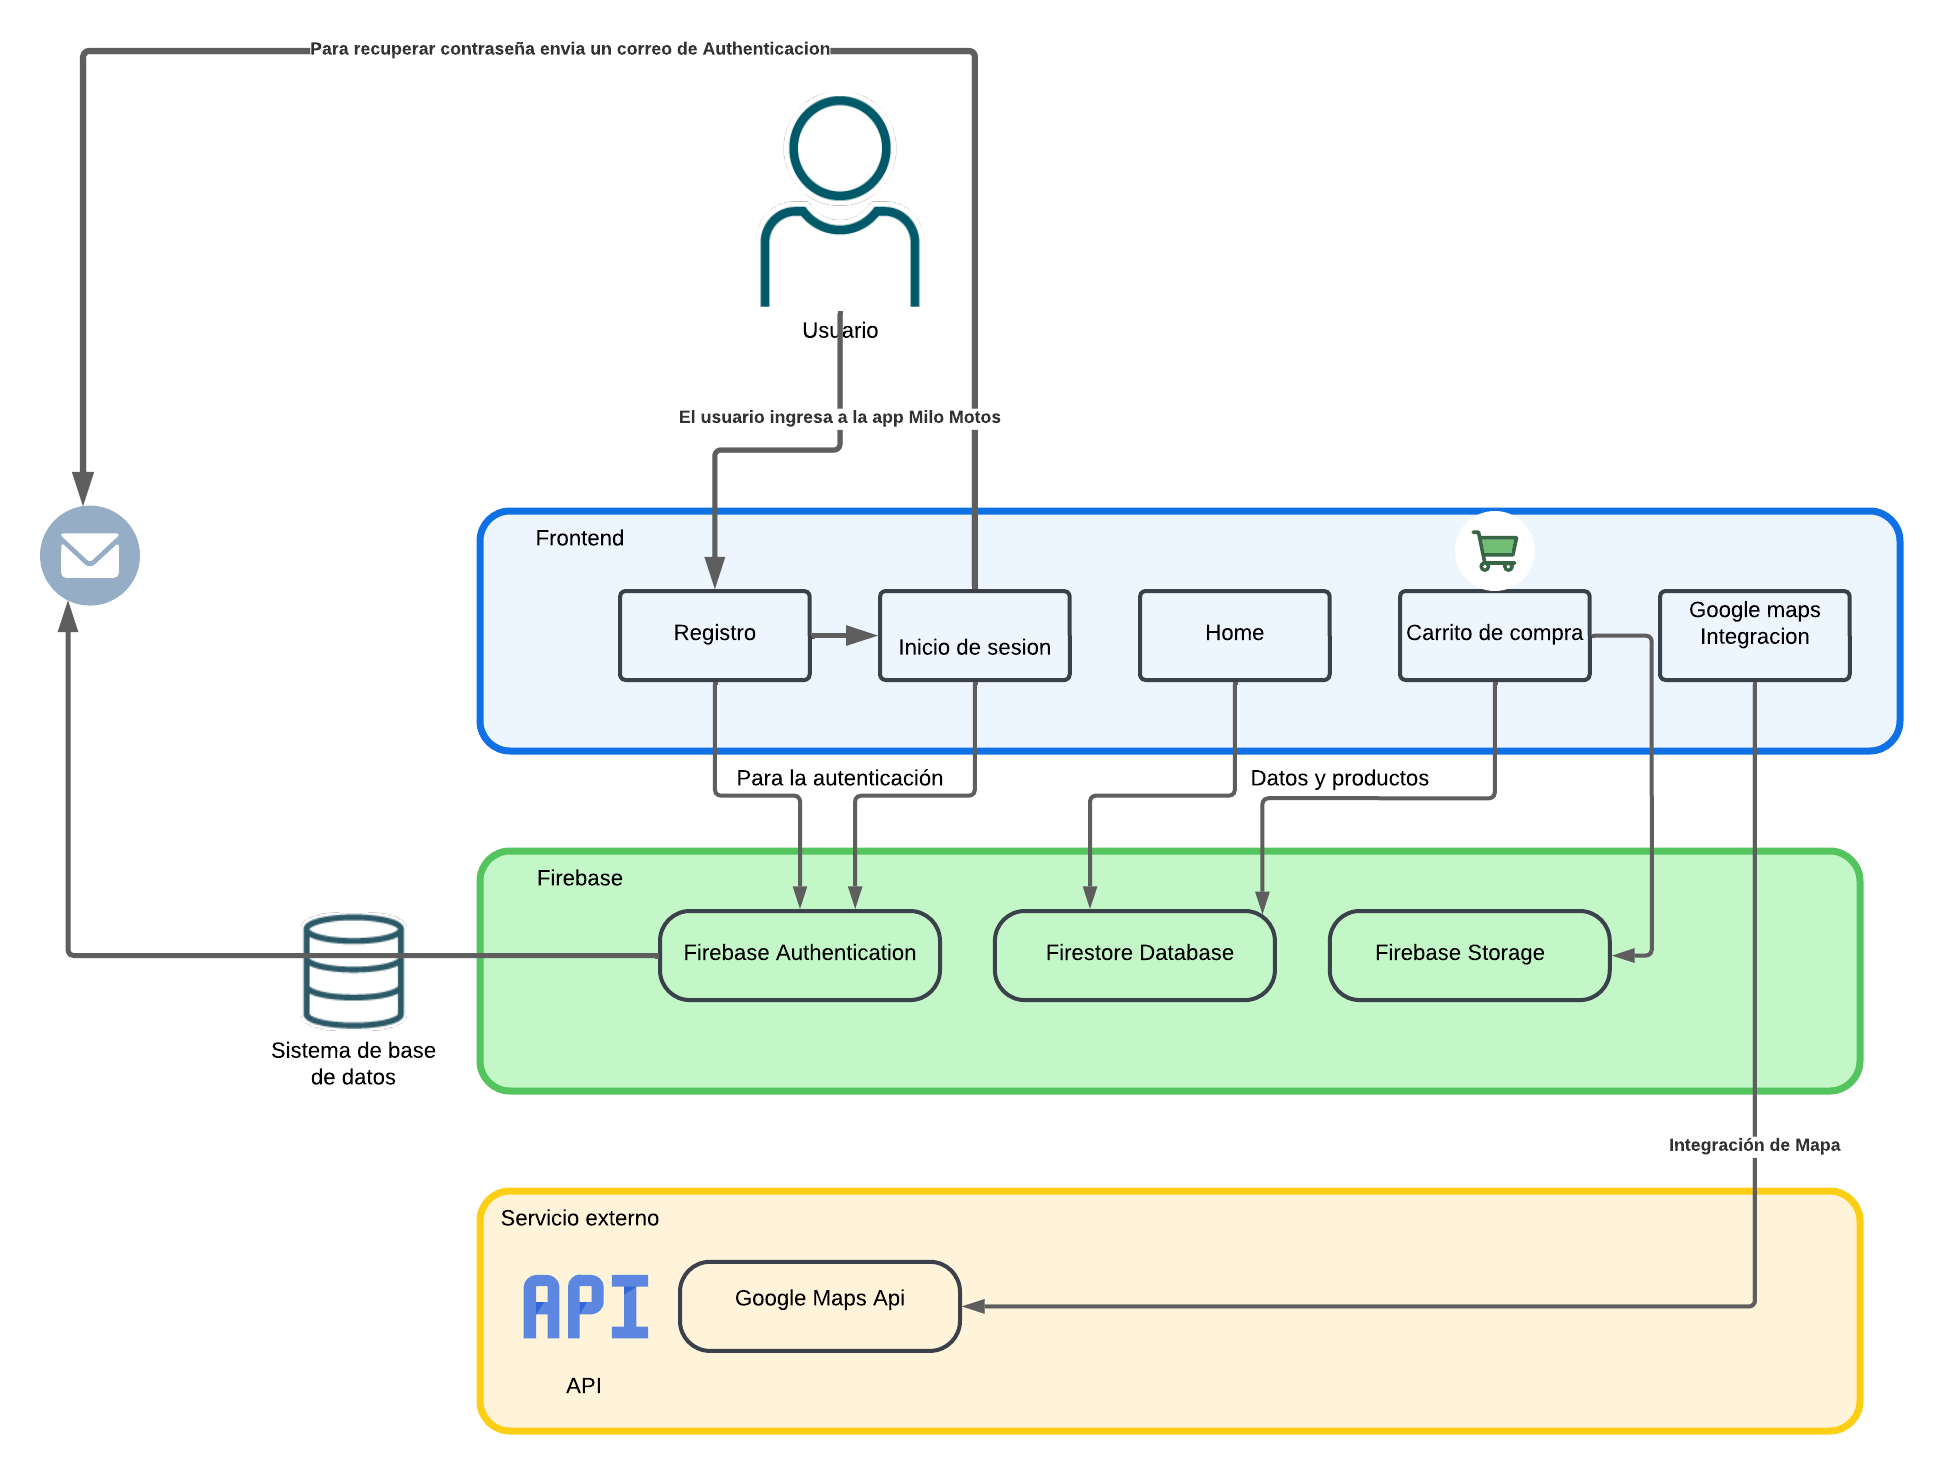 Para recuperar contraseña envia un correo de Authenticacion
Usuario
El usuario ingresa a la app Milo Motos
Frontend
Registro
Inicio de sesion
Home
Carrito de compra
Google maps
Integracion
Para la autenticación
Datos y productos
Firebase
Firebase Authentication
Firestore Database
Firebase Storage
Sistema de base
de datos
Integración de Mapa
Servicio externo
API
Google Maps Api
API